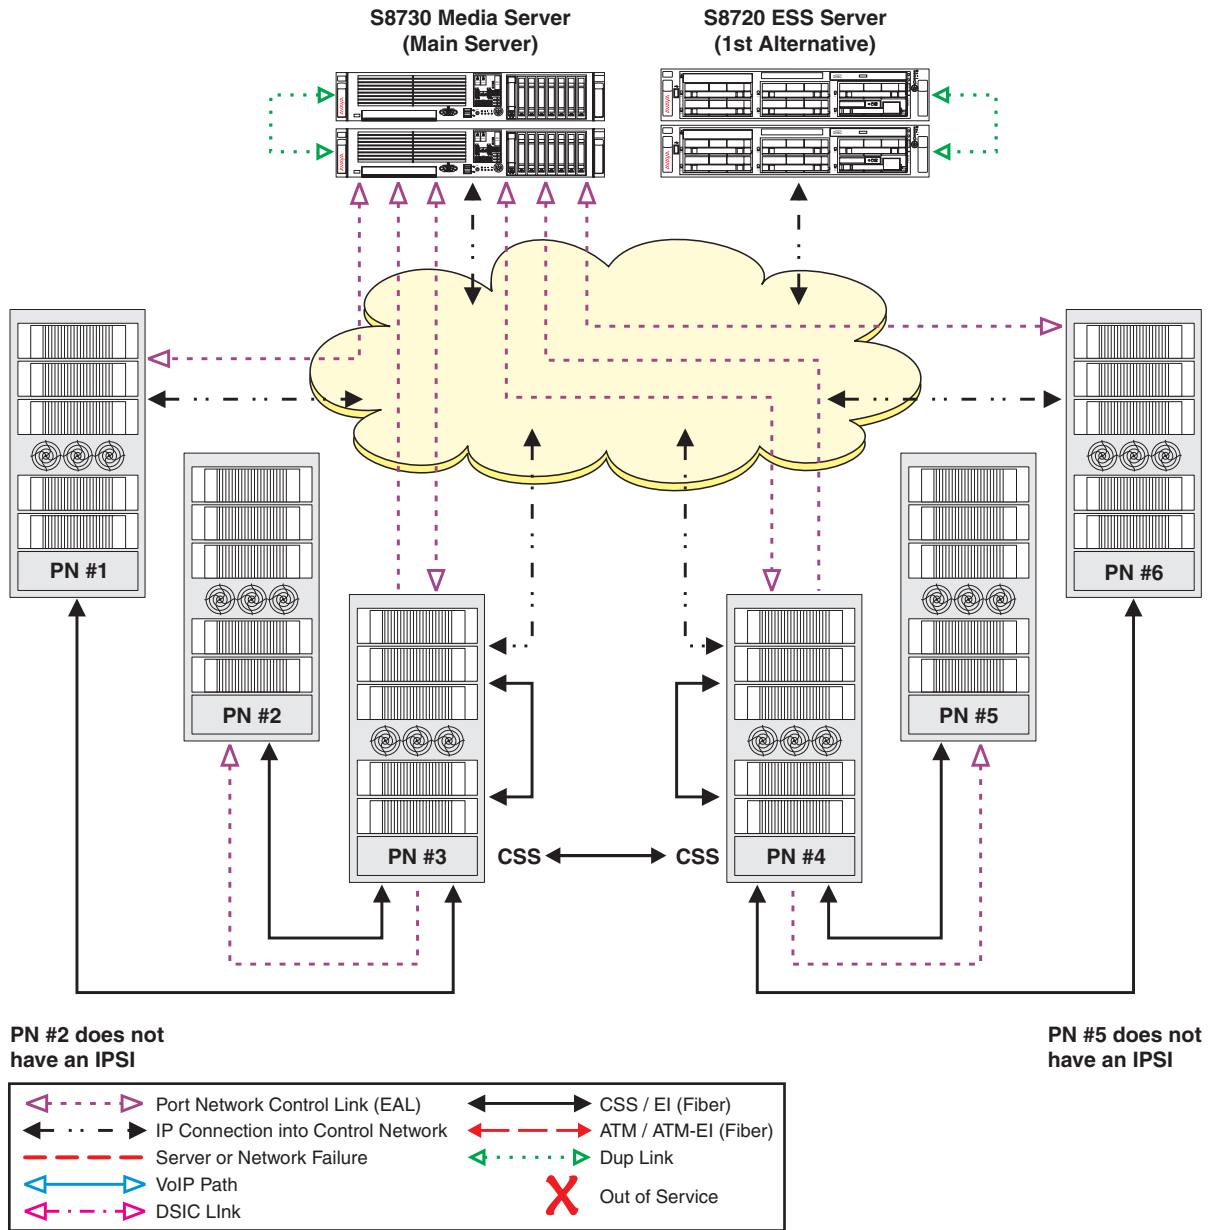 S8730 Media Server
(Main Server)
S8720 ESS Server
(1st Alternative)
PN #1
PN #6
PN #2
PN #5
PN #3
CSS
CSS
PN #4
PN #2 does not
have an IPSI
PN #5 does not
have an IPSI
Port Network Control Link (EAL)
IP Connection into Control Network
Server or Network Failure
VoIP Path
DSIC LInk
CSS / EI (Fiber)
ATM / ATM-EI (Fiber)
Dup Link
Out of Service